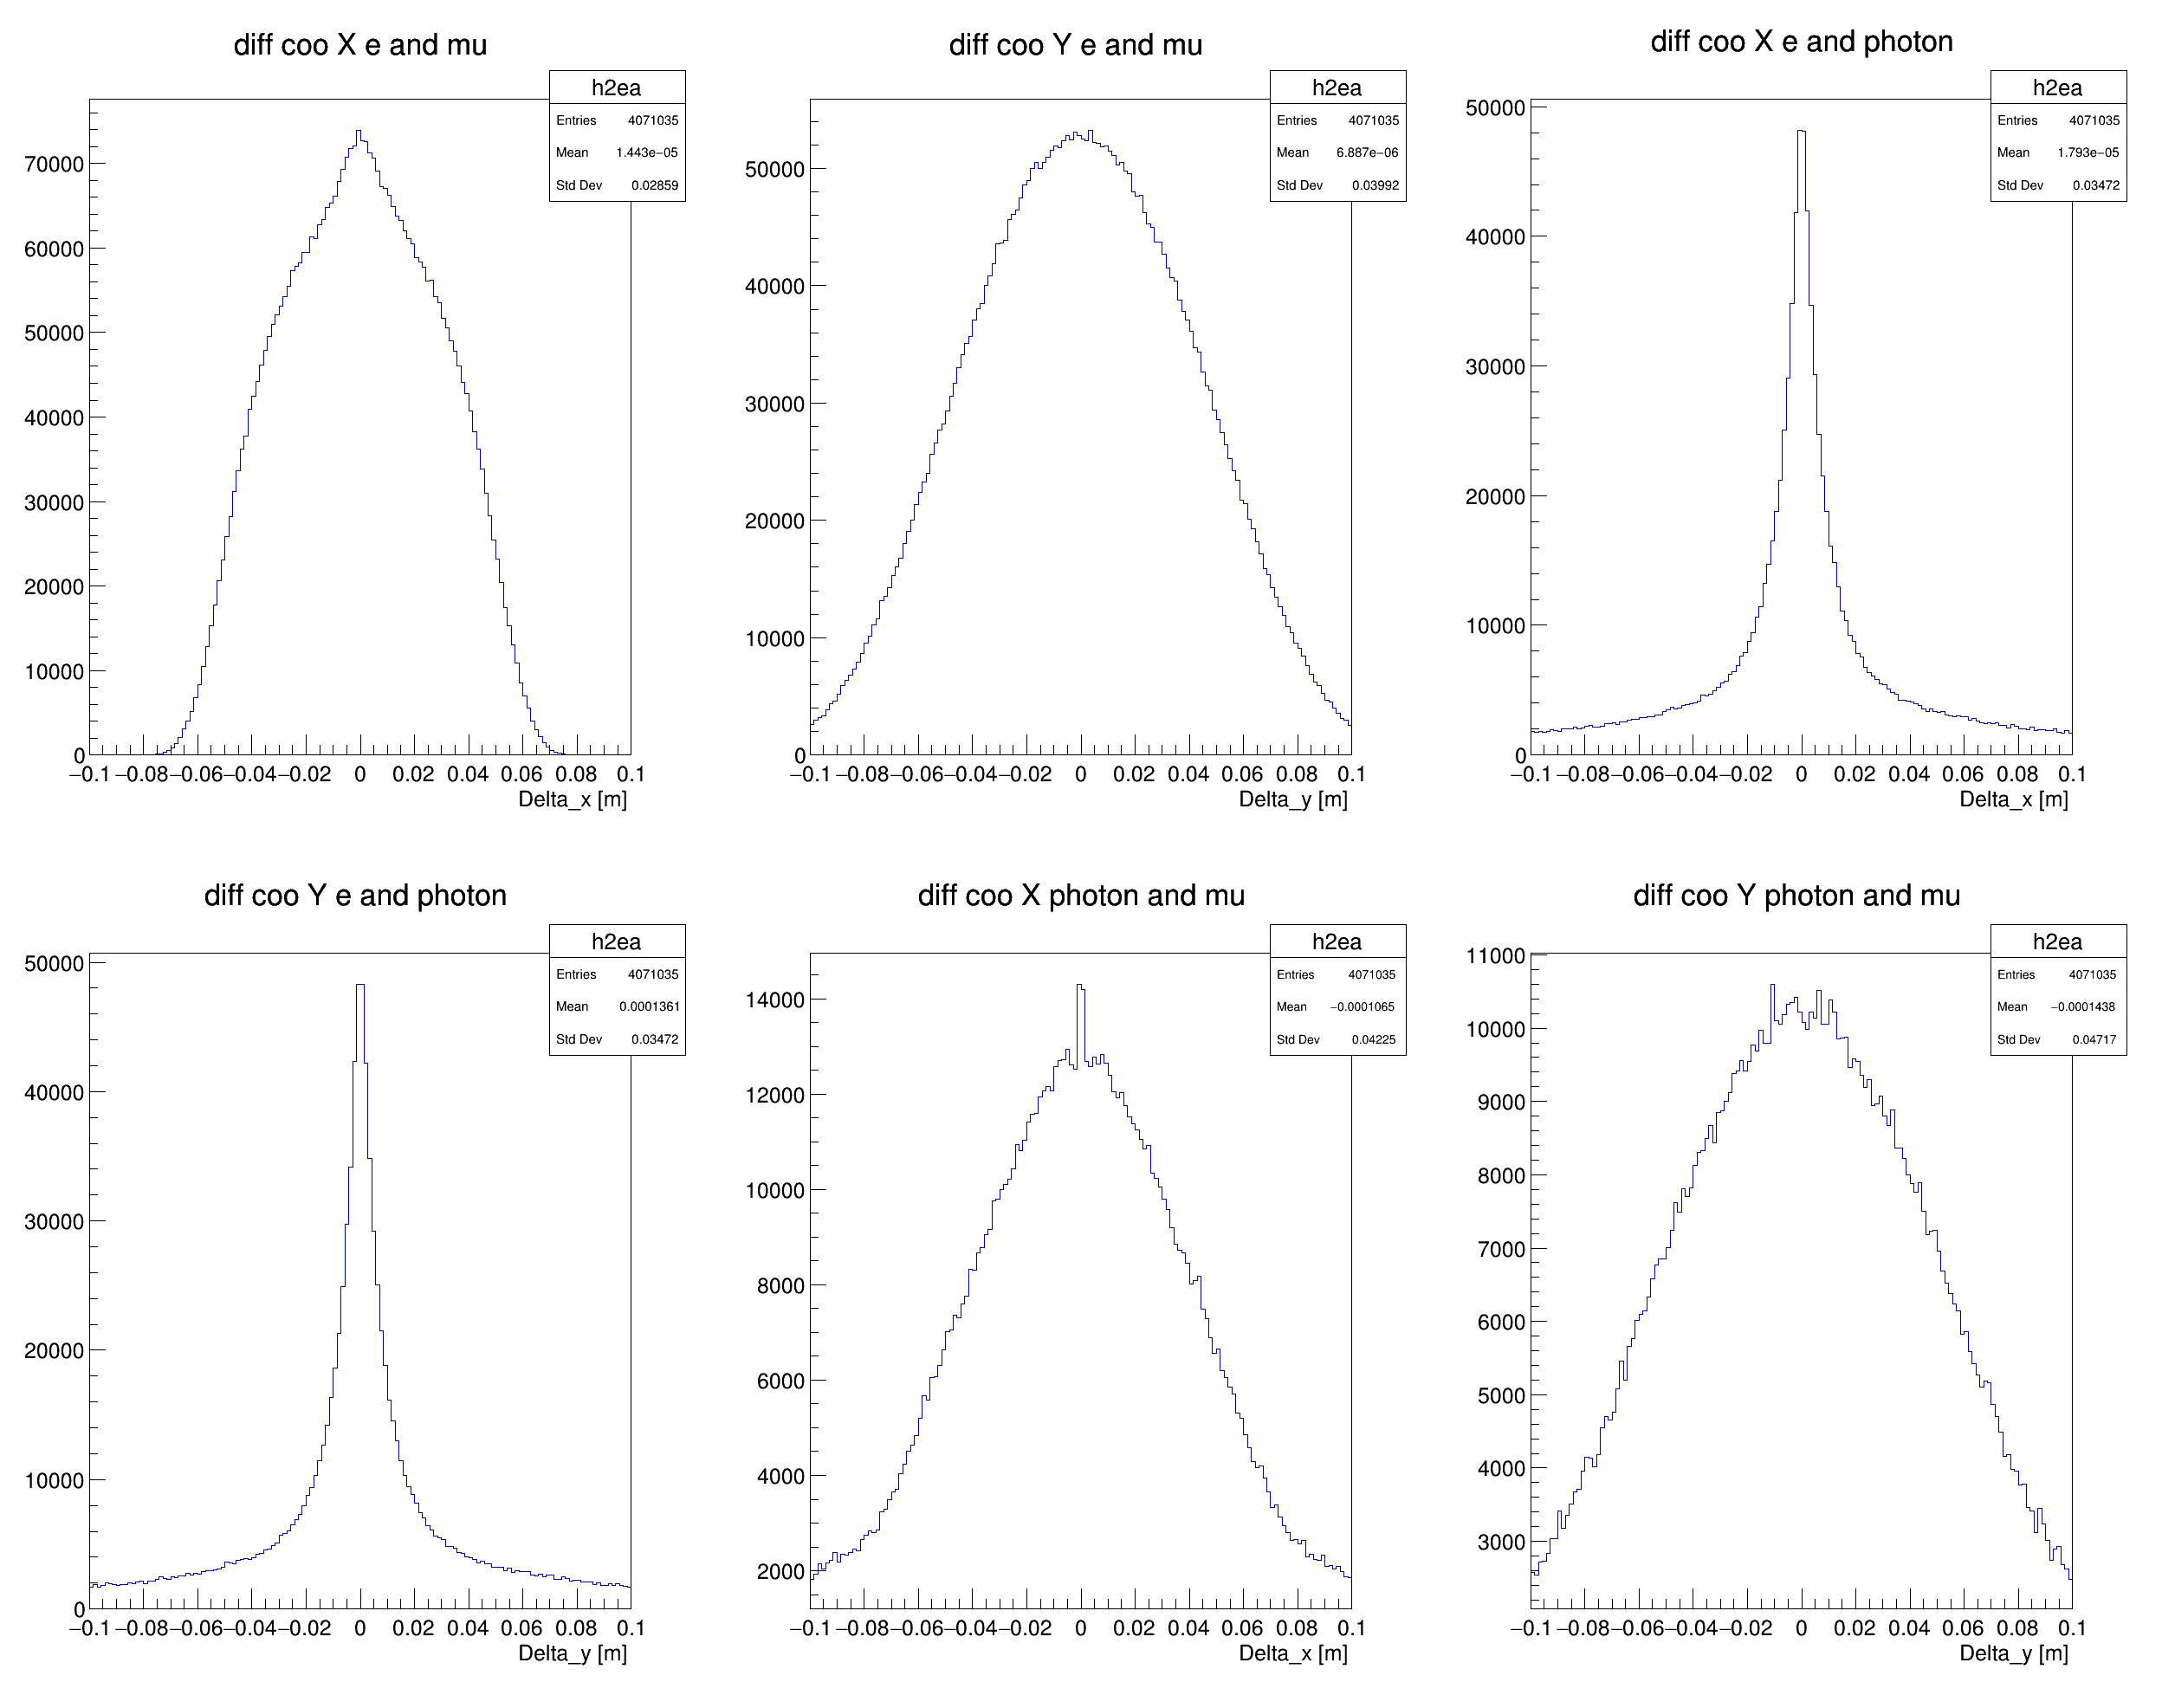 diff coo X e and mu
h2ea
Entries 4071035
Mean 1.443e−05
Std Dev 0.02859
70000
60000
50000
40000
30000
20000
10000
0
−0.1 −0.08 −0.06 −0.04 −0.02 0 0.02 0.04 0.06 0.08 0.1
Delta_x [m]
diff coo Y e and mu
h2ea
Entries 4071035
Mean 6.887e−06
Std Dev 0.03992
50000
40000
30000
20000
10000
0
−0.1 −0.08 −0.06 −0.04 −0.02 0 0.02 0.04 0.06 0.08 0.1
Delta_y [m]
diff coo X e and photon
h2ea
Entries 4071035
Mean 1.793e−05
Std Dev 0.03472
50000
40000
30000
20000
10000
0
−0.1 −0.08 −0.06 −0.04 −0.02 0 0.02 0.04 0.06 0.08 0.1
Delta_x [m]
diff coo Y e and photon
h2ea
Entries 4071035
Mean 0.0001361
Std Dev 0.03472
50000
40000
30000
20000
10000
0
−0.1 −0.08 −0.06 −0.04 −0.02 0 0.02 0.04 0.06 0.08 0.1
Delta_y [m]
diff coo X photon and mu
h2ea
Entries 4071035
Mean −0.0001065
Std Dev 0.04225
14000
12000
10000
8000
6000
4000
2000
−0.1 −0.08 −0.06 −0.04 −0.02 0 0.02 0.04 0.06 0.08 0.1
Delta_x [m]
diff coo Y photon and mu
h2ea
Entries 4071035
Mean −0.0001438
Std Dev 0.04717
11000
10000
9000
8000
7000
6000
5000
4000
3000
−0.1 −0.08 −0.06 −0.04 −0.02 0 0.02 0.04 0.06 0.08 0.1
Delta_y [m]